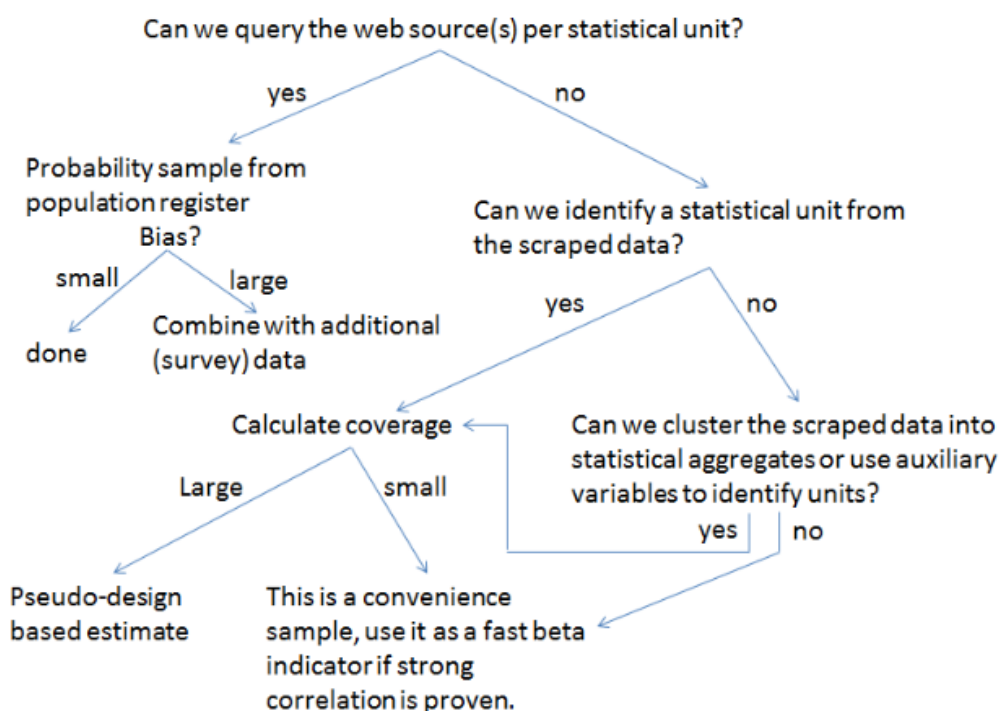 Can we query the web source(s) per statistical unit?
yes
no
Probability sample from
population register
Bias?
Can we identify a statistical unit from
the scraped data?
small
large
yes
no
done
Combine with additional
(survey) data
Calculate coverage
Can we cluster the scraped data into
statistical aggregates or use auxiliary
variables to identify units?
Large
small
yes
no
Pseudo-design
based estimate
This is a convenience
sample, use it as a fast beta
indicator if strong
correlation is proven.